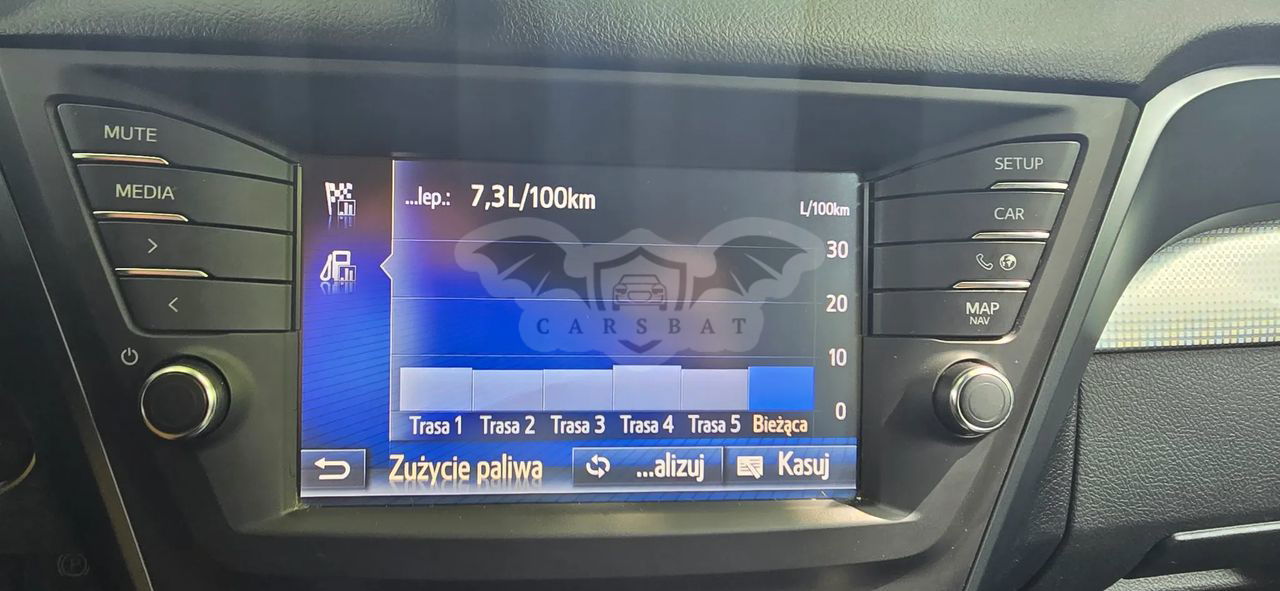 MUTE
MEDIA
>
<
...lep.: 7,3L/100km
L/100km
30
20
10
0
CARSBAT
Trasa 1 Trasa 2 Trasa 3 Trasa 4 Trasa 5 Bieżąca
Zużycie paliwa ...alizuj Kasuj
SETUP
CAR
MAP
NAV